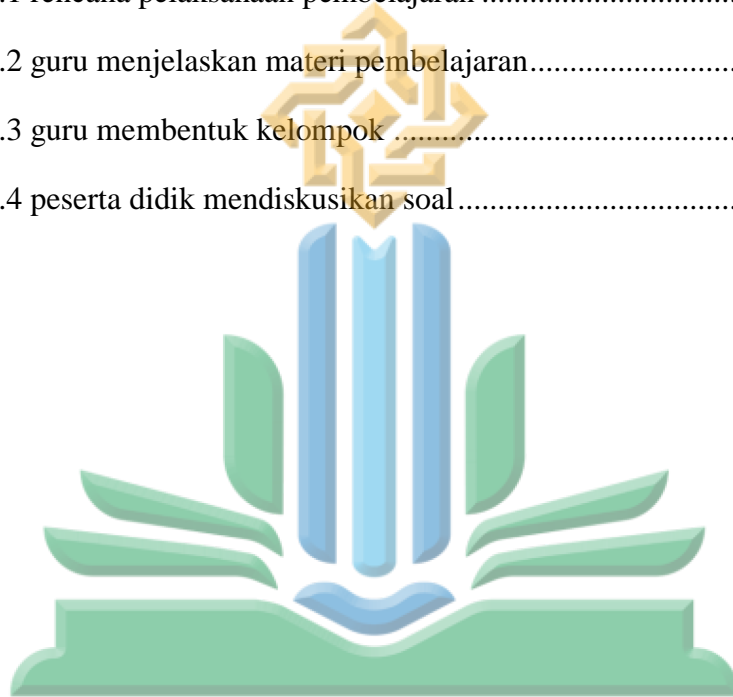 .1 rencana pelaksanaan pembelajaran ................................
.2 guru menjelaskan materi pembelajaran..........................
.3 guru membentuk kelompok ...........................................
.4 peserta didik mendiskusikan soal...................................